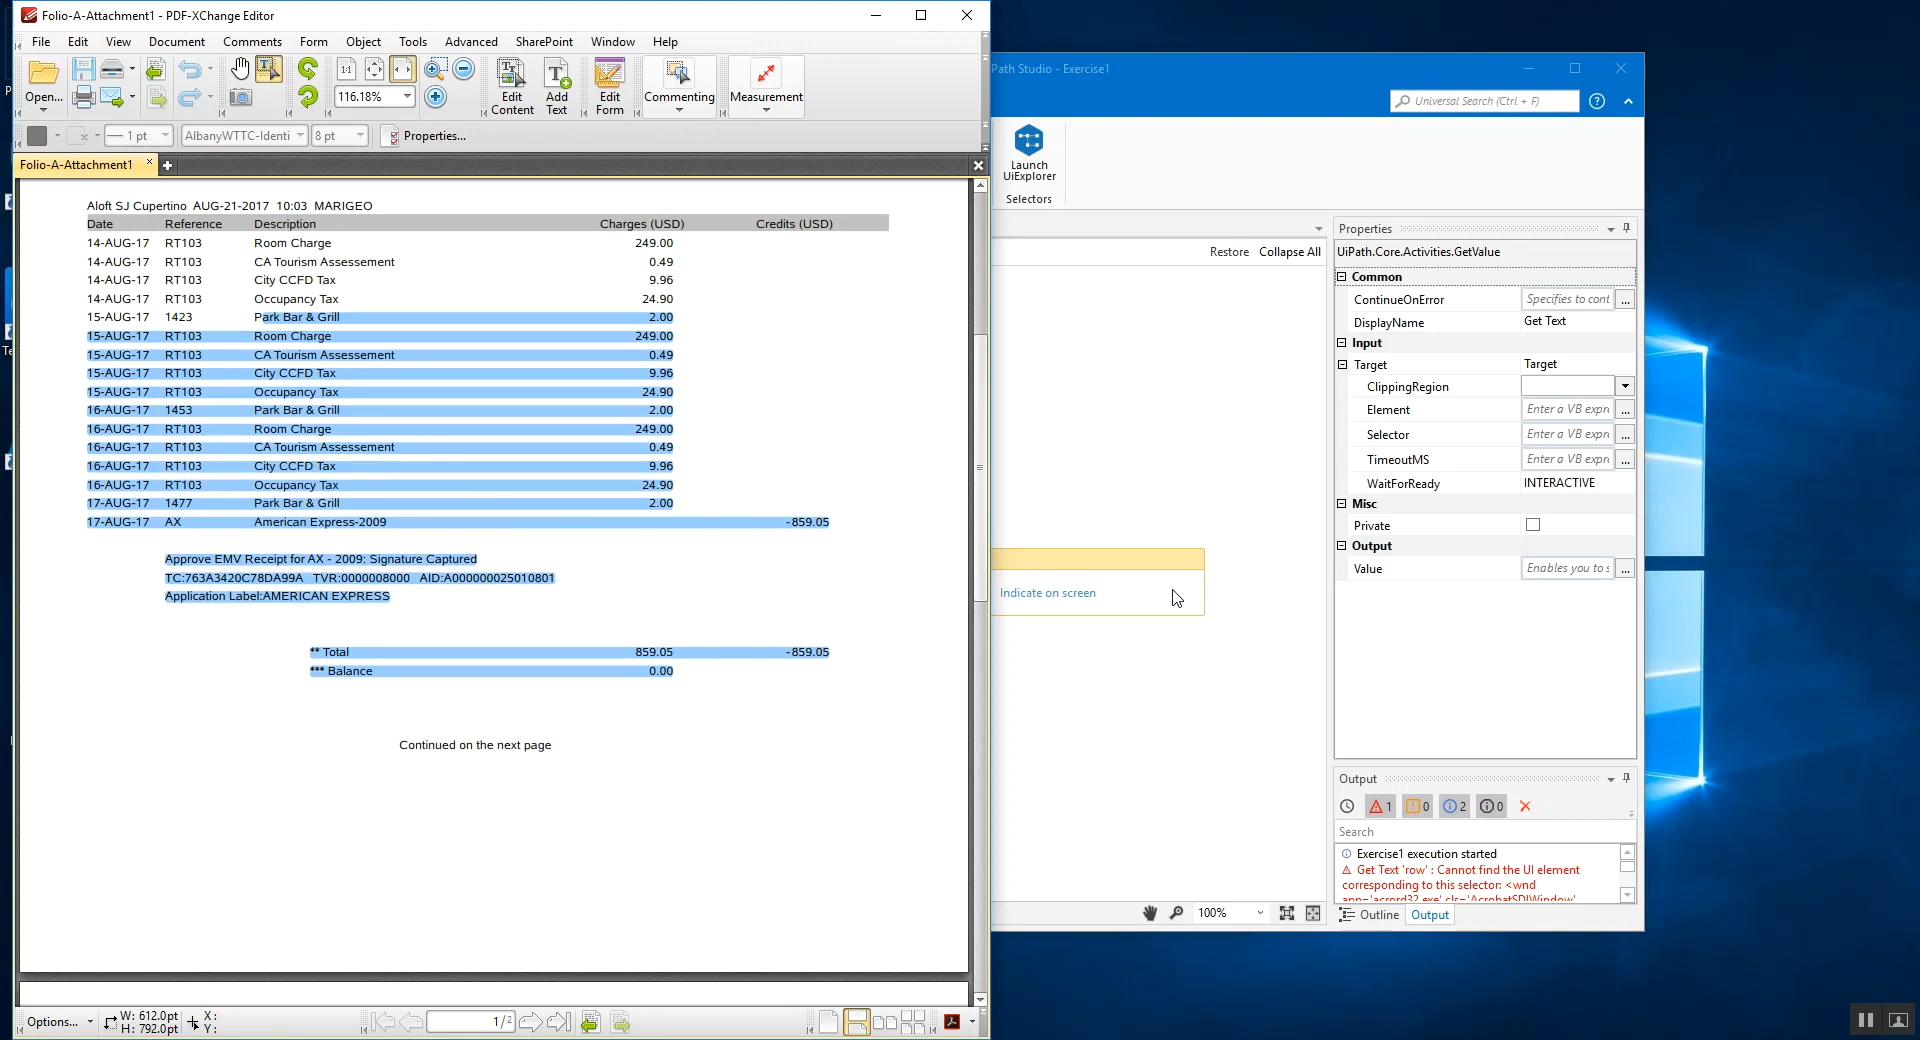 Folio-A-Attachment1 - PDF-XChange Editor
File Edit View Document Comments Form Object Tools Advanced SharePoint Window Help
Open...
116.18%
Edit Content
Add Text
Edit Form
Commenting
Measurement
1 pt
AlbanyWTTC-Identi
8 pt
Properties...
Folio-A-Attachment1
Aloft SJ Cupertino AUG-21-2017 10:03 MARIGEO
Date Reference Description Charges (USD) Credits (USD)
14-AUG-17 RT103 Room Charge 249.00
14-AUG-17 RT103 CA Tourism Assessement 0.49
14-AUG-17 RT103 City CCFD Tax 9.96
14-AUG-17 RT103 Occupancy Tax 24.90
15-AUG-17 1423 Park Bar & Grill 2.00
15-AUG-17 RT103 Room Charge 249.00
15-AUG-17 RT103 CA Tourism Assessement 0.49
15-AUG-17 RT103 City CCFD Tax 9.96
15-AUG-17 RT103 Occupancy Tax 24.90
16-AUG-17 1453 Park Bar & Grill 2.00
16-AUG-17 RT103 Room Charge 249.00
16-AUG-17 RT103 CA Tourism Assessement 0.49
16-AUG-17 RT103 City CCFD Tax 9.96
16-AUG-17 RT103 Occupancy Tax 24.90
17-AUG-17 1477 Park Bar & Grill 2.00
17-AUG-17 AX American Express-2009 -859.05
Approve EMV Receipt for AX - 2009: Signature Captured
TC:763A3420C78DA99A TVR:0000008000 AID:A000000025010801
Application Label:AMERICAN EXPRESS
** Total 859.05 -859.05
*** Balance 0.00
Continued on the next page
Options...
W: 612.0pt
H: 792.0pt
X:
Y:
1/2
Path Studio - Exercise1
Universal Search (Ctrl + F)
Launch
UiExplorer
Selectors
Restore Collapse All
Indicate on screen
100%
Properties
UiPath.Core.Activities.GetValue
Common
ContinueOnError Specifies to cont ...
DisplayName Get Text
Input
Target Target
ClippingRegion
Element Enter a VB expr ...
Selector Enter a VB expr ...
TimeoutMS Enter a VB expr ...
WaitForReady INTERACTIVE
Misc
Private
Output
Value Enables you to s ...
Output
1 0 2 0
Search
Exercise1 execution started
Get Text 'row' : Cannot find the UI element
corresponding to this selector: <wnd
app='acrord32.exe' cls='AcrobatSDIWindow'
Outline Output